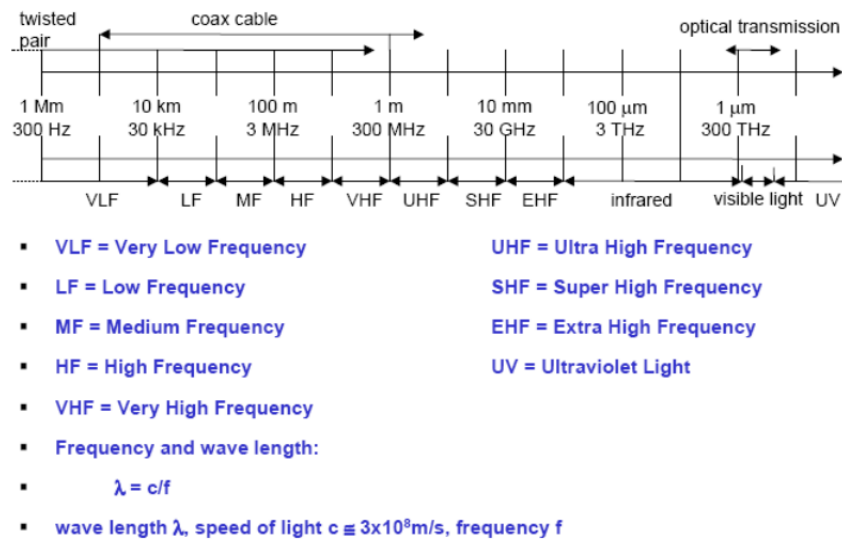 twisted pair coax cable optical transmission
1 Mm 10 km 100 m 1 m 10 mm 100 μm 1 μm
300 Hz 30 kHz 3 MHz 300 MHz 30 GHz 3 THz 300 THz
VLF LF MF HF VHF UHF SHF EHF infrared visible light UV
▪ VLF = Very Low Frequency
▪ LF = Low Frequency
▪ MF = Medium Frequency
▪ HF = High Frequency
▪ VHF = Very High Frequency
UHF = Ultra High Frequency
SHF = Super High Frequency
EHF = Extra High Frequency
UV = Ultraviolet Light
▪ Frequency and wave length:
▪ λ = c/f
▪ wave length λ, speed of light c ≅ 3x10⁸m/s, frequency f